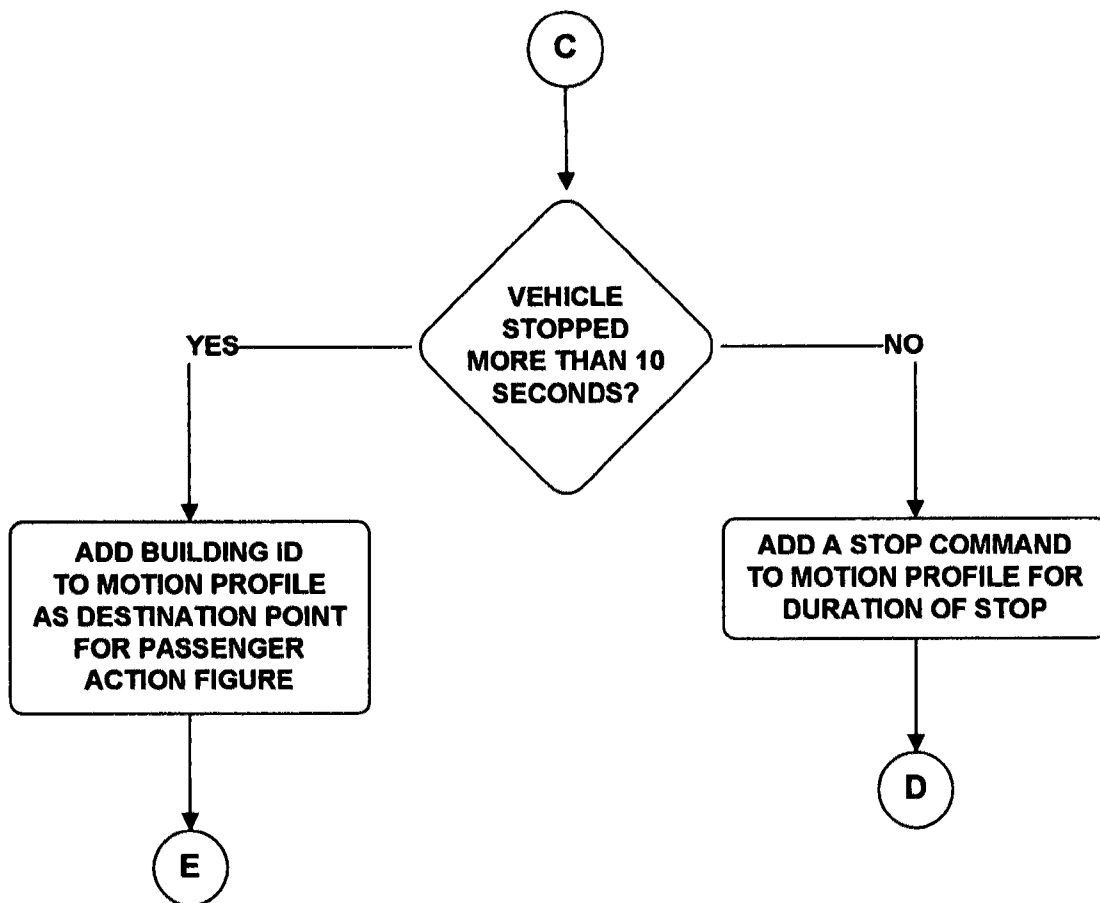 C
VEHICLE
STOPPED
MORE THAN 10
SECONDS?
YES
NO
ADD BUILDING ID
TO MOTION PROFILE
AS DESTINATION POINT
FOR PASSENGER
ACTION FIGURE
ADD A STOP COMMAND
TO MOTION PROFILE FOR
DURATION OF STOP
D
E